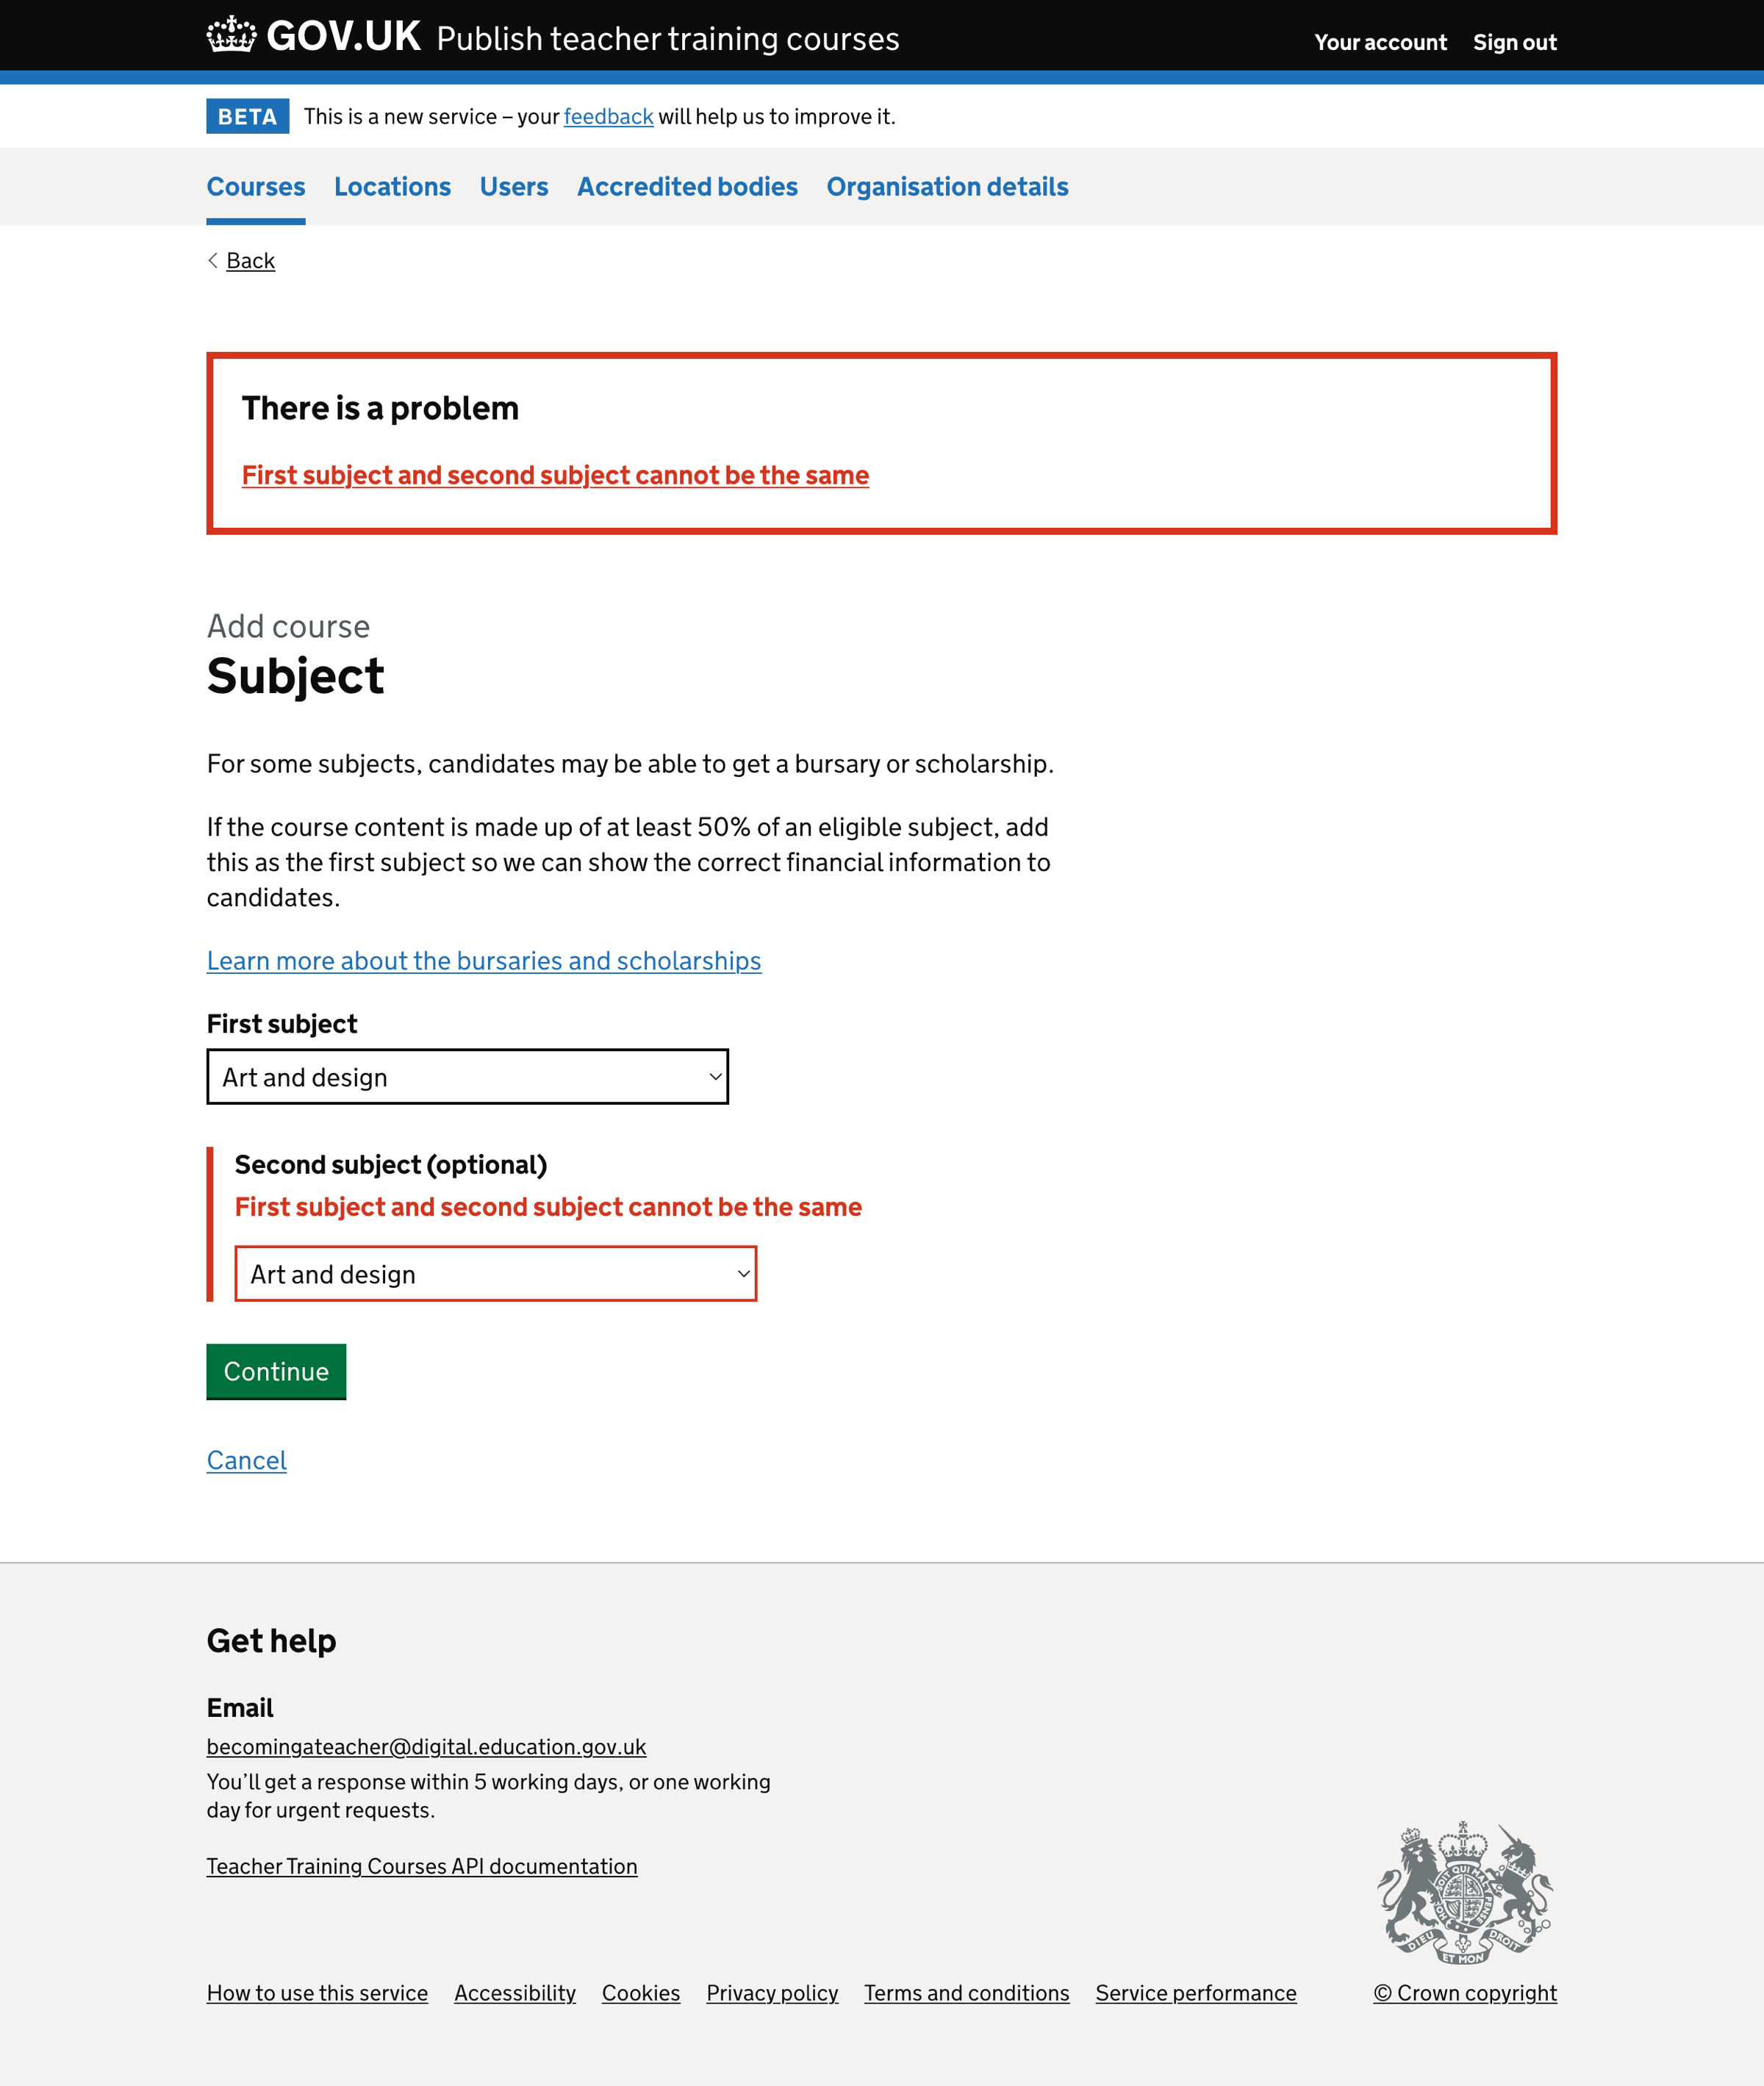 GOV.UK Publish teacher training courses
Your account Sign out
BETA This is a new service – your feedback will help us to improve it.
Courses Locations Users Accredited bodies Organisation details
Back
There is a problem
First subject and second subject cannot be the same
Add course
Subject
For some subjects, candidates may be able to get a bursary or scholarship.
If the course content is made up of at least 50% of an eligible subject, add
this as the first subject so we can show the correct financial information to
candidates.
Learn more about the bursaries and scholarships
First subject
Art and design
Second subject (optional)
First subject and second subject cannot be the same
Art and design
Continue
Cancel
Get help
Email
becomingateacher@digital.education.gov.uk
You’ll get a response within 5 working days, or one working
day for urgent requests.
Teacher Training Courses API documentation
DIEU ET MON DROIT
How to use this service Accessibility Cookies Privacy policy Terms and conditions Service performance
© Crown copyright